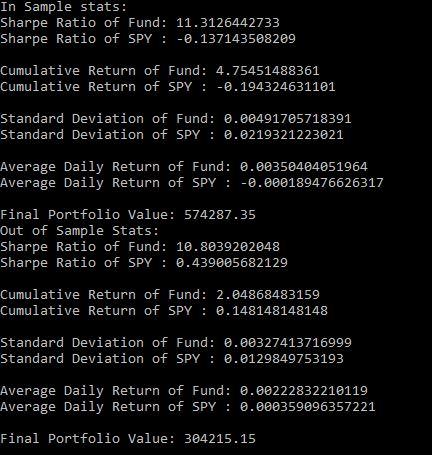 In Sample stats:
Sharpe Ratio of Fund: 11.3126442733
Sharpe Ratio of SPY : -0.137143508209
Cumulative Return of Fund: 4.75451488361
Cumulative Return of SPY : -0.194324631101
Standard Deviation of Fund: 0.00491705718391
Standard Deviation of SPY : 0.0219321223021
Average Daily Return of Fund: 0.00350404051964
Average Daily Return of SPY : -0.000189476626317
Final Portfolio Value: 574287.35
Out of Sample Stats:
Sharpe Ratio of Fund: 10.8039202048
Sharpe Ratio of SPY : 0.439005682129
Cumulative Return of Fund: 2.04868483159
Cumulative Return of SPY : 0.148148148148
Standard Deviation of Fund: 0.00327413716999
Standard Deviation of SPY : 0.0129849753193
Average Daily Return of Fund: 0.00222832210119
Average Daily Return of SPY : 0.000359096357221
Final Portfolio Value: 304215.15